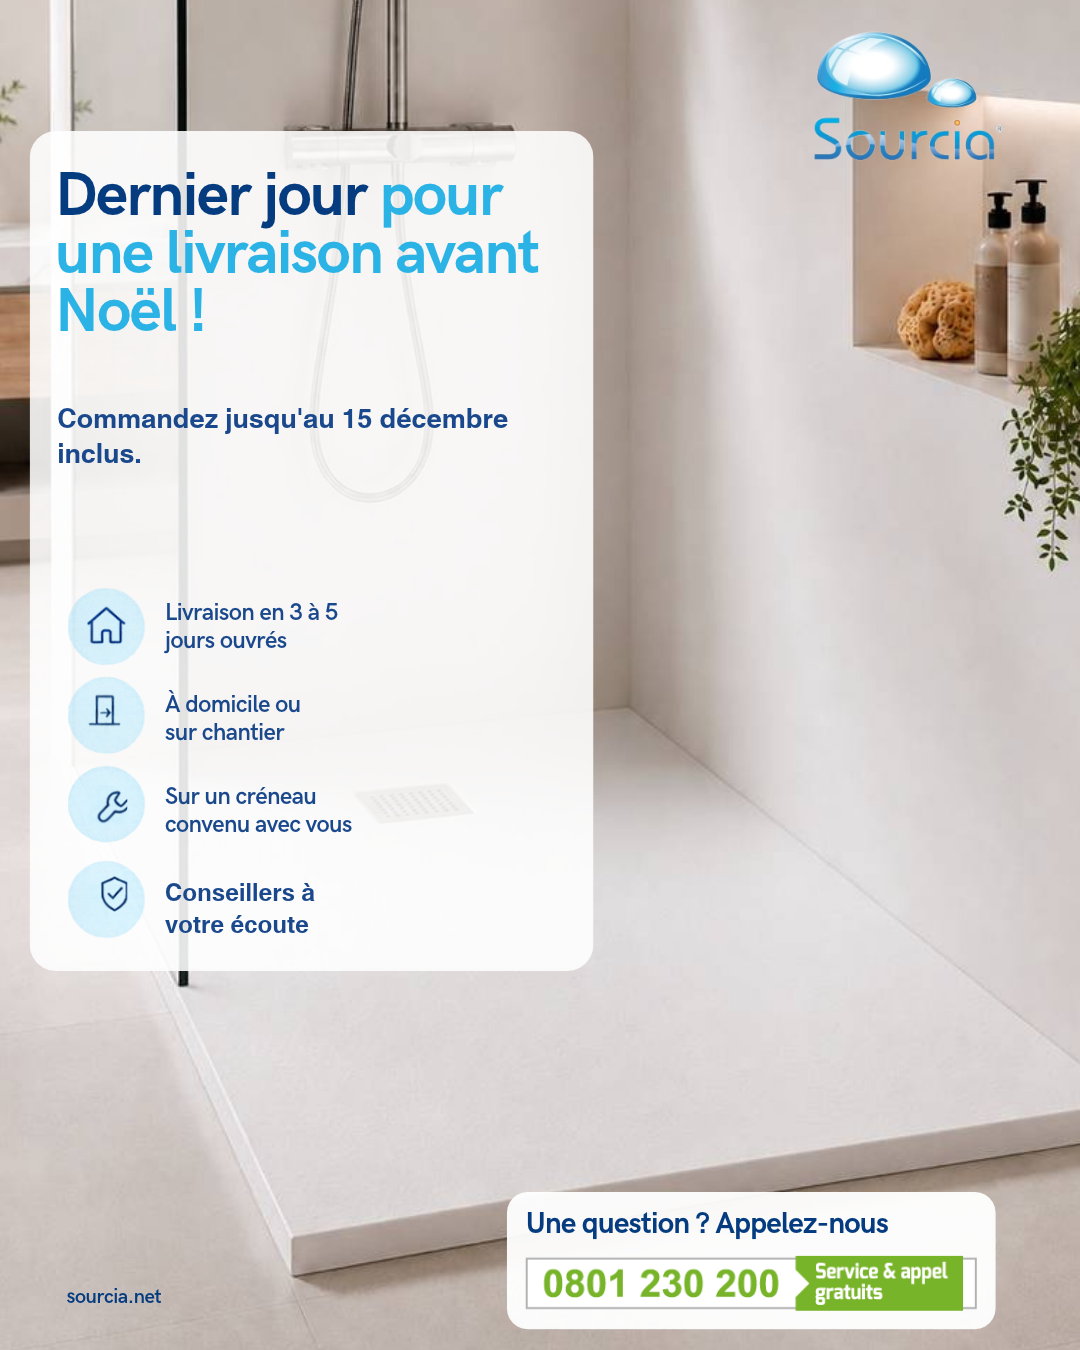 Sourcia
Dernier jour pour
une livraison avant
Noël !
Commandez jusqu'au 15 décembre
inclus.
Livraison en 3 à 5
jours ouvrés
À domicile ou
sur chantier
Sur un créneau
convenu avec vous
Conseillers à
votre écoute
Une question ? Appelez-nous
0801 230 200
Service & appel
gratuits
sourcia.net